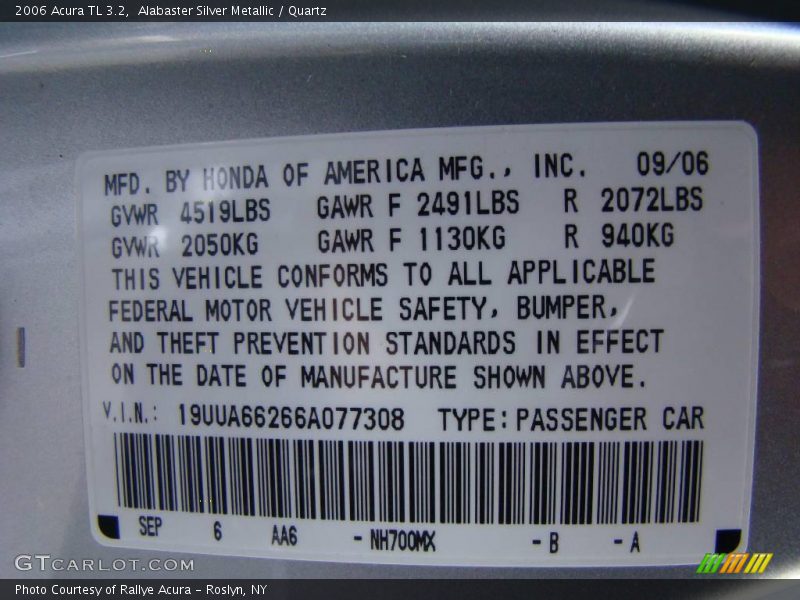 2006 Acura TL 3.2, Alabaster Silver Metallic / Quartz
MFD. BY HONDA OF AMERICA MFG., INC. 09/06
GVWR 4519LBS GAWR F 2491LBS R 2072LBS
GVWR 2050KG GAWR F 1130KG R 940KG
THIS VEHICLE CONFORMS TO ALL APPLICABLE
FEDERAL MOTOR VEHICLE SAFETY, BUMPER,
AND THEFT PREVENTION STANDARDS IN EFFECT
ON THE DATE OF MANUFACTURE SHOWN ABOVE.
V.I.N.: 19UUA66266A077308 TYPE: PASSENGER CAR
SEP 6 AA6 - NH700MX - B - A
GTCARLOT.COM
Photo Courtesy of Rallye Acura - Roslyn, NY